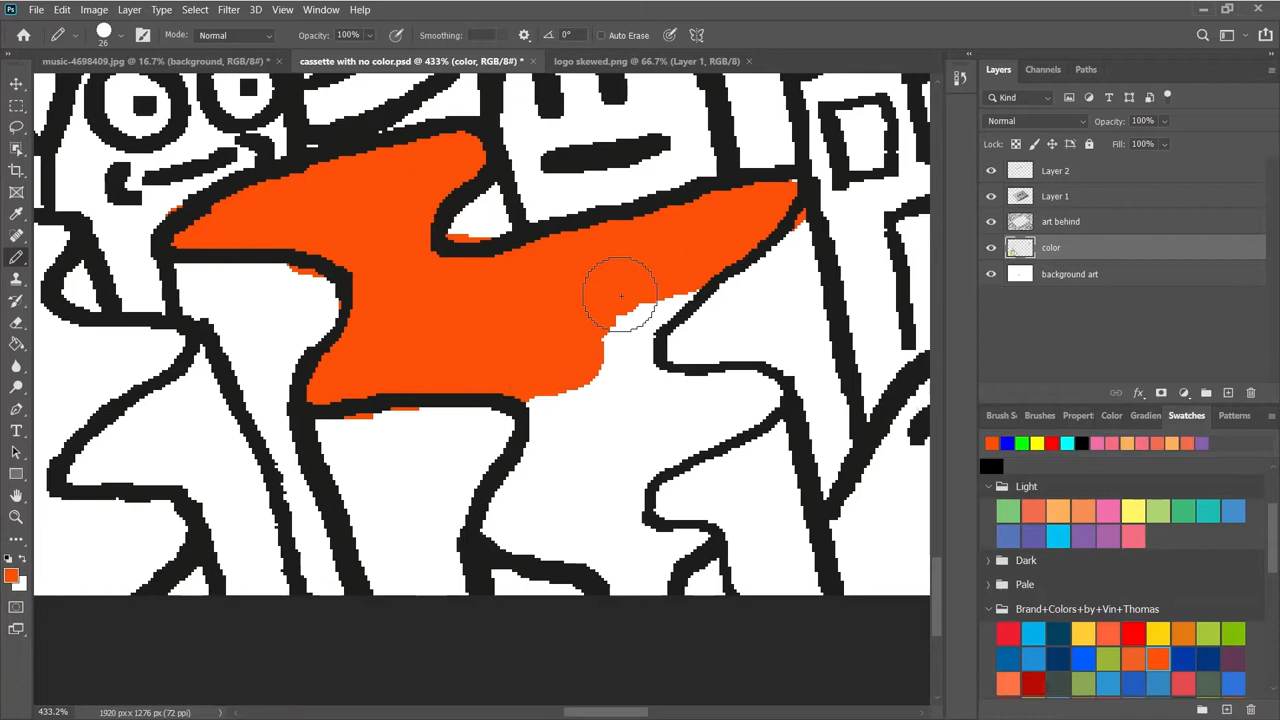 Ps File Edit Image Layer Type Select Filter 3D View Window Help
26 Mode: Normal Opacity: 100% Smoothing: 0° Auto Erase
music-4698409.jpg @ 16.7% (background, RGB/8#) * × cassette with no color.psd @ 433% (color, RGB/8#) * × logo skewed.png @ 66.7% (Layer 1, RGB/8) ×
Layers Channels Paths
Kind
Normal Opacity: 100%
Lock: Fill: 100%
Layer 2
Layer 1
art behind
color
background art
fx
Brush S Brushes Propert Color Gradien Swatches Patterns
Light
Dark
Pale
Brand+Colors+by+Vin+Thomas
433.2% 1920 px x 1276 px (72 ppi)